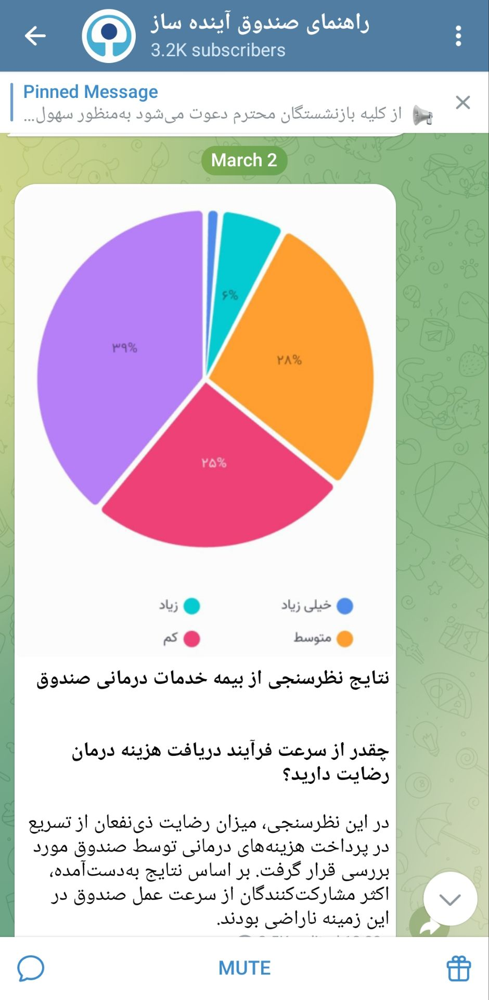 راهنمای صندوق آینده ساز
3.2K subscribers
Pinned Message
از کلیه بازنشستگان محترم دعوت می‌شود به‌منظور سهول...
March 2
۶%
۳۹%
۲۸%
۲۵%
خیلی زیاد
زیاد
متوسط
کم
نتایج نظرسنجی از بیمه خدمات درمانی صندوق
چقدر از سرعت فرآیند دریافت هزینه درمان
رضایت دارید؟
در این نظرسنجی، میزان رضایت ذی‌نفعان از تسریع
در پرداخت هزینه‌های درمانی توسط صندوق مورد
بررسی قرار گرفت. بر اساس نتایج به‌دست‌آمده،
اکثر مشارکت‌کنندگان از سرعت عمل صندوق در
این زمینه ناراضی بودند.
MUTE